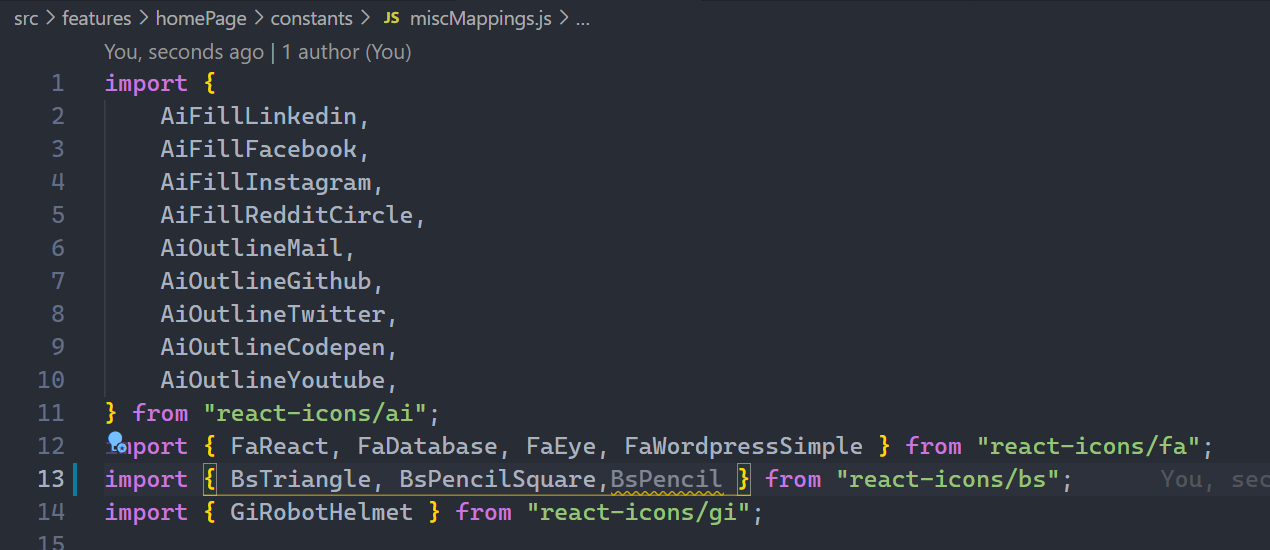 src > features > homePage > constants > JS miscMappings.js > ...
You, seconds ago | 1 author (You)
1 import {
2 AiFillLinkedin,
3 AiFillFacebook,
4 AiFillInstagram,
5 AiFillRedditCircle,
6 AiOutlineMail,
7 AiOutlineGithub,
8 AiOutlineTwitter,
9 AiOutlineCodepen,
10 AiOutlineYoutube,
11 } from "react-icons/ai";
12 import { FaReact, FaDatabase, FaEye, FaWordpressSimple } from "react-icons/fa";
13 import { BsTriangle, BsPencilSquare,BsPencil } from "react-icons/bs"; You, sec
14 import { GiRobotHelmet } from "react-icons/gi";
15